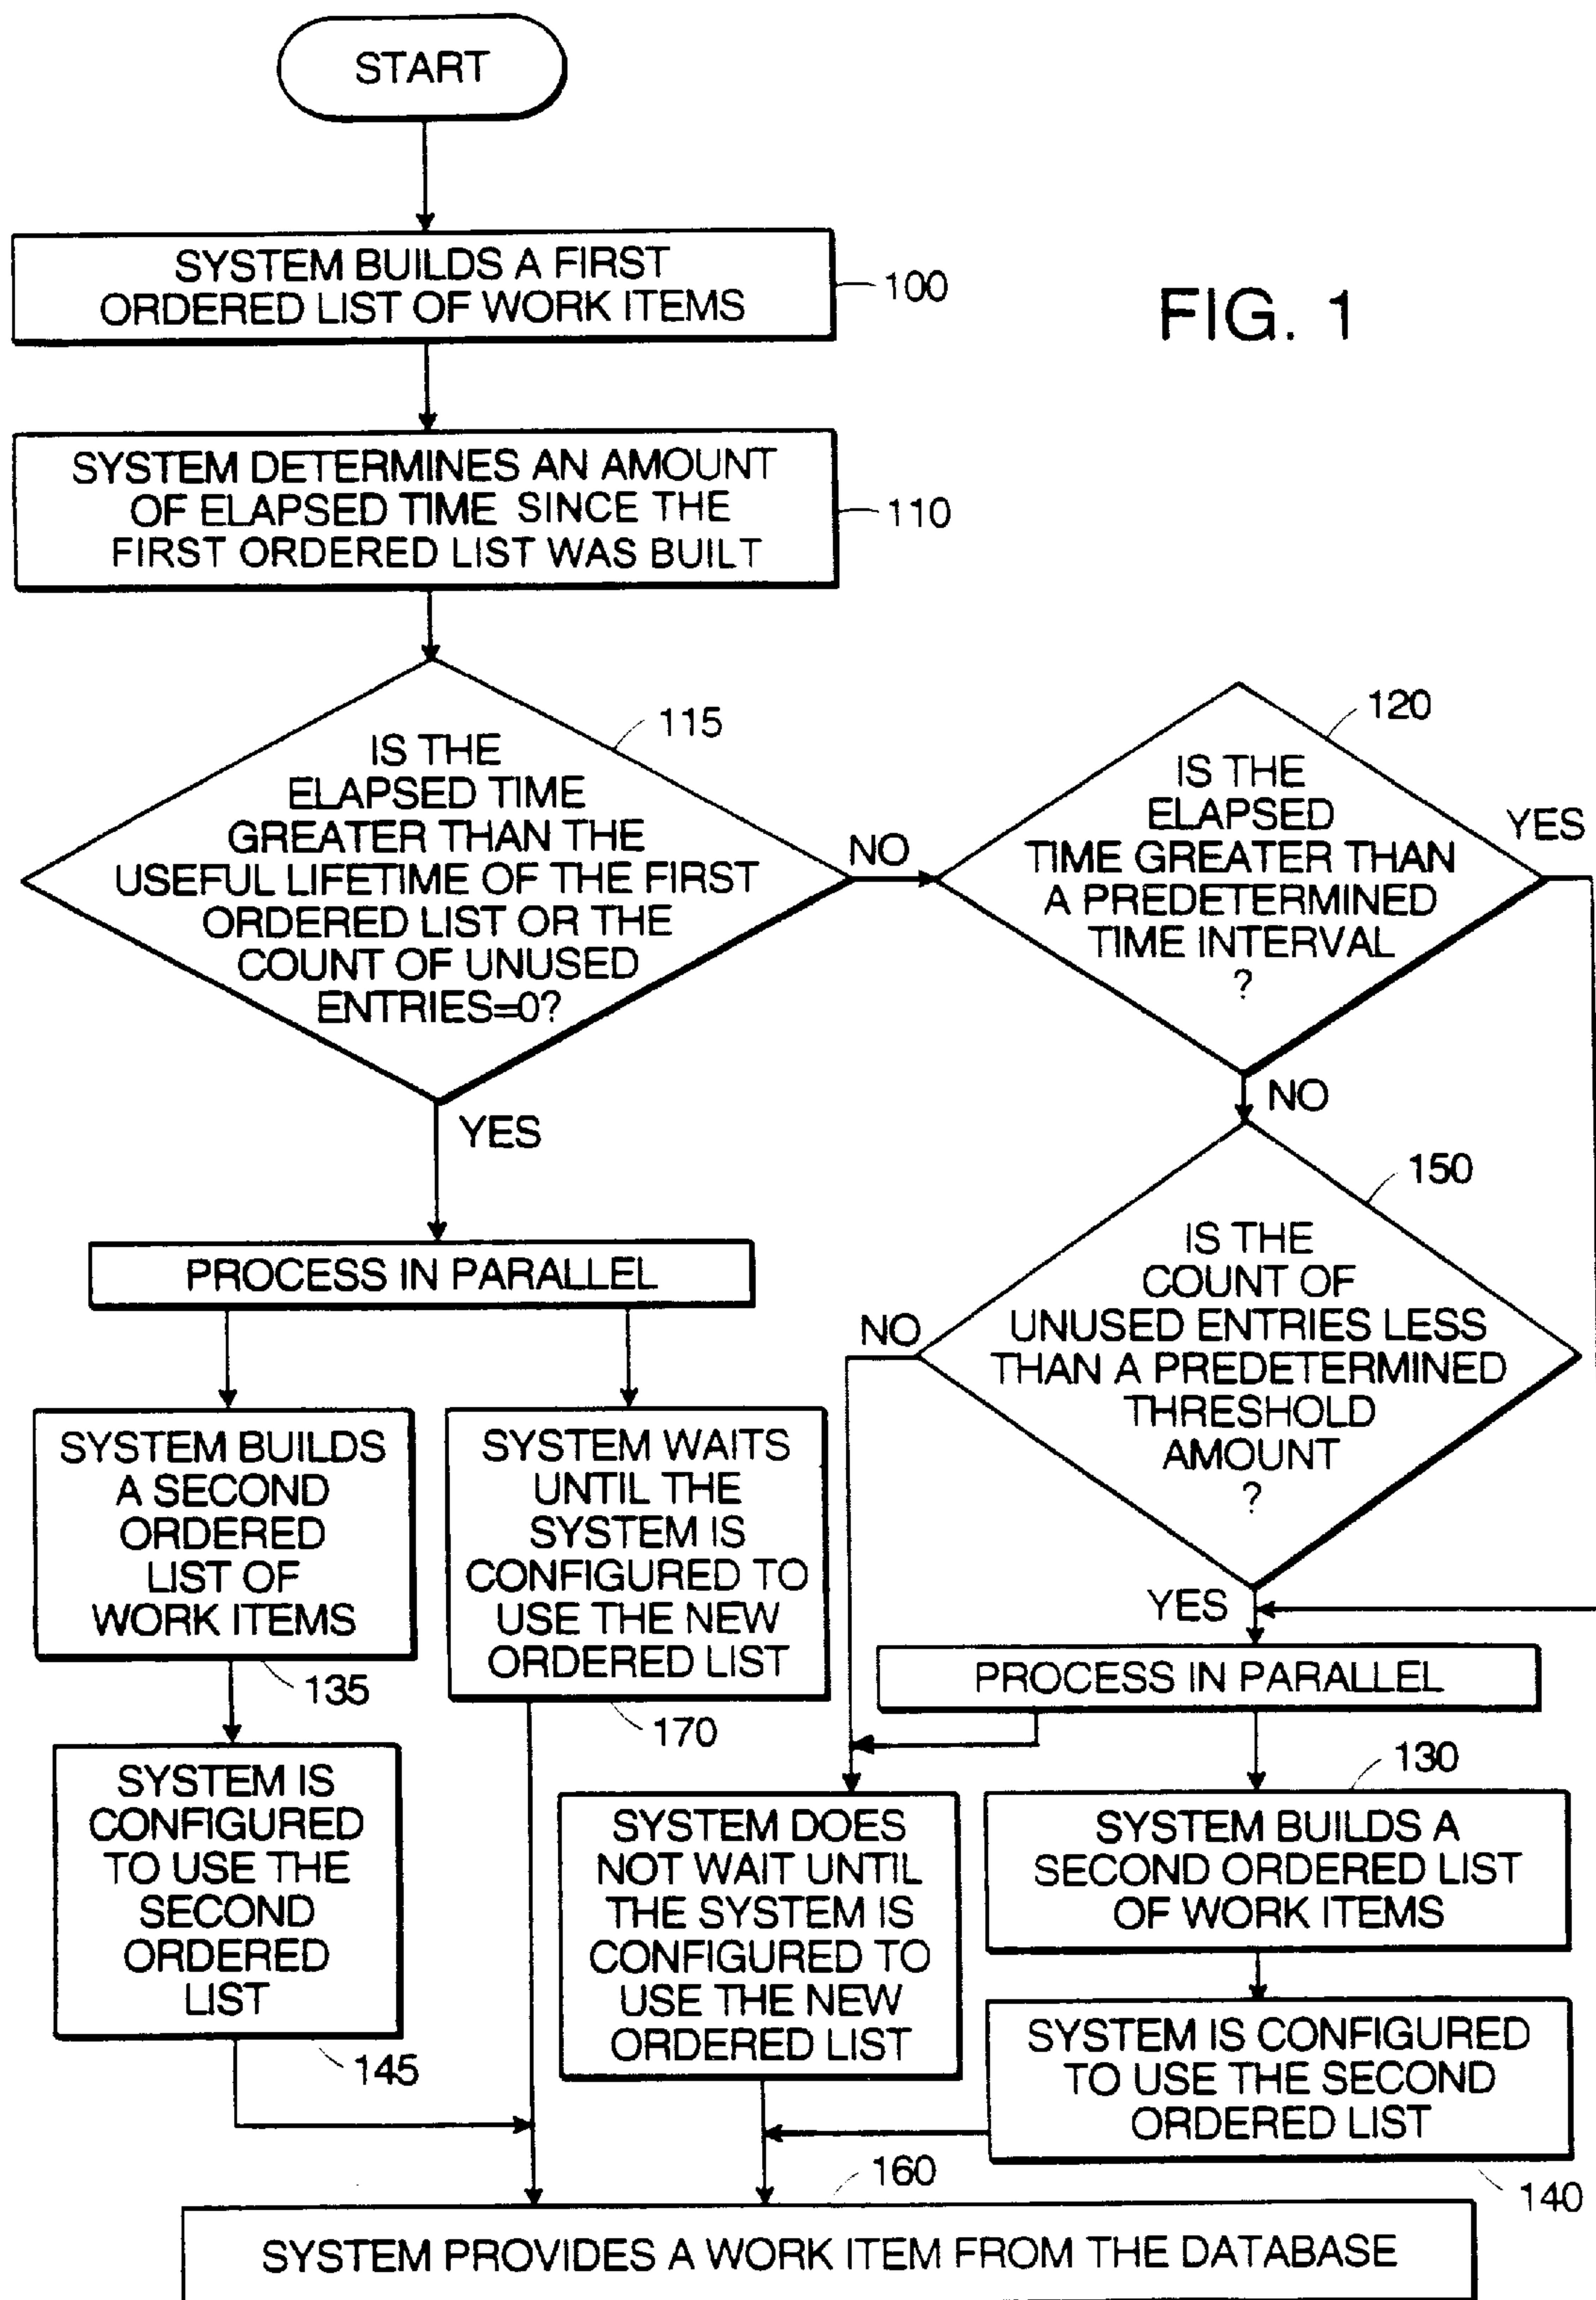 START
SYSTEM BUILDS A FIRST
ORDERED LIST OF WORK ITEMS
100
FIG. 1
SYSTEM DETERMINES AN AMOUNT
OF ELAPSED TIME SINCE THE
FIRST ORDERED LIST WAS BUILT
110
115
IS THE
ELAPSED TIME
GREATER THAN THE
USEFUL LIFETIME OF THE FIRST
ORDERED LIST OR THE
COUNT OF UNUSED
ENTRIES=0?
NO
120
IS THE
ELAPSED
TIME GREATER THAN
A PREDETERMINED
TIME INTERVAL
?
YES
NO
YES
150
IS THE
COUNT OF
UNUSED ENTRIES LESS
THAN A PREDETERMINED
THRESHOLD
AMOUNT
?
NO
YES
PROCESS IN PARALLEL
SYSTEM BUILDS
A SECOND
ORDERED
LIST OF
WORK ITEMS
135
SYSTEM WAITS
UNTIL THE
SYSTEM IS
CONFIGURED TO
USE THE NEW
ORDERED LIST
170
PROCESS IN PARALLEL
SYSTEM IS
CONFIGURED
TO USE THE
SECOND
ORDERED
LIST
145
SYSTEM DOES
NOT WAIT UNTIL
THE SYSTEM IS
CONFIGURED TO
USE THE NEW
ORDERED LIST
130
SYSTEM BUILDS A
SECOND ORDERED LIST
OF WORK ITEMS
SYSTEM IS CONFIGURED
TO USE THE SECOND
ORDERED LIST
140
160
SYSTEM PROVIDES A WORK ITEM FROM THE DATABASE